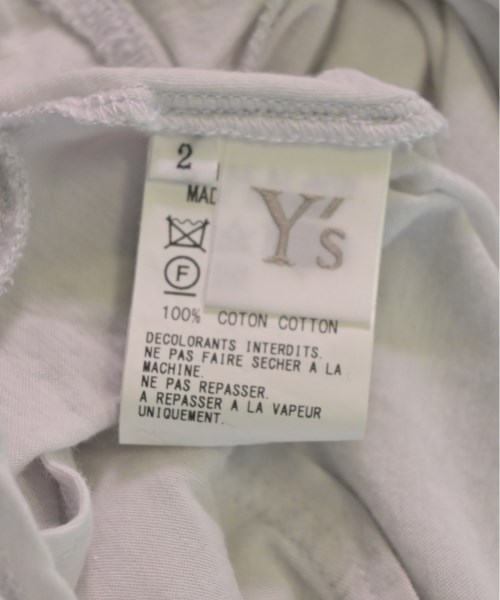 2
MAD
Y's
F
100% COTON COTTON
DECOLORANTS INTERDITS.
NE PAS FAIRE SECHER A LA
MACHINE.
NE PAS REPASSER.
A REPASSER A LA VAPEUR
UNIQUEMENT.